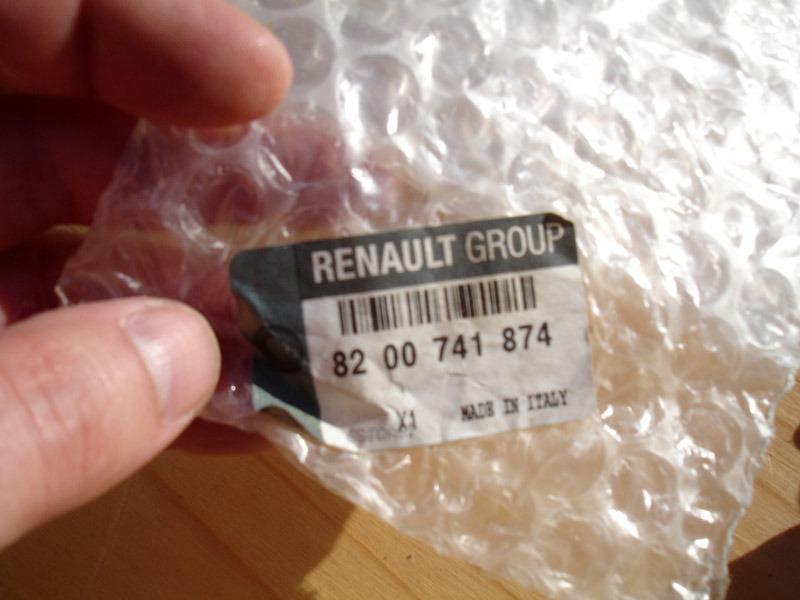 RENAULT GROUP
82 00 741 874
X1 MADE IN ITALY